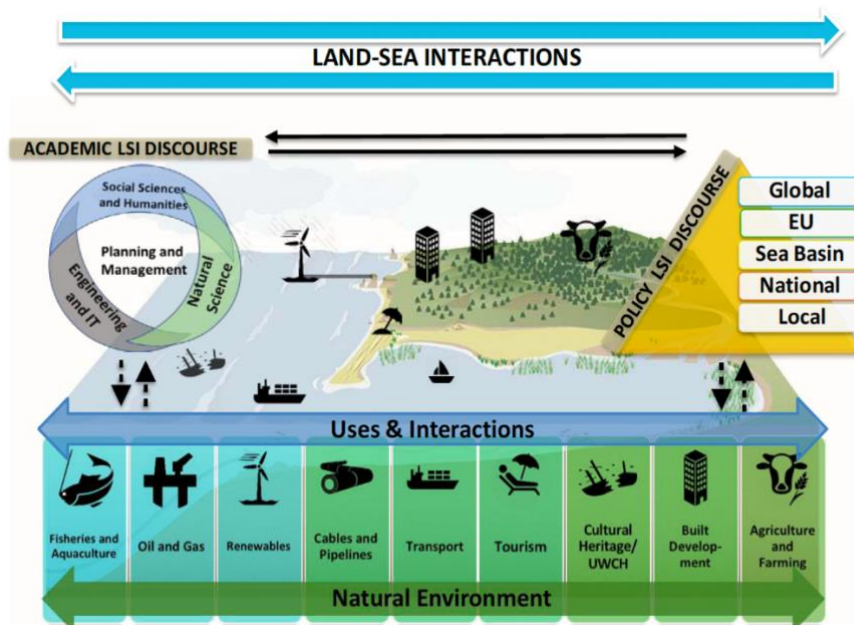 LAND-SEA INTERACTIONS
ACADEMIC LSI DISCOURSE
Social Sciences
and Humanities
Planning and
Management
Natural
Science
Engineering
and IT
POLICY LSI DISCOURSE
Global
EU
Sea Basin
National
Local
Uses & Interactions
Fisheries and
Aquaculture
Oil and Gas
Renewables
Cables and
Pipelines
Transport
Tourism
Cultural
Heritage/
UWCH
Built
Develop-
ment
Agriculture
and
Farming
Natural Environment